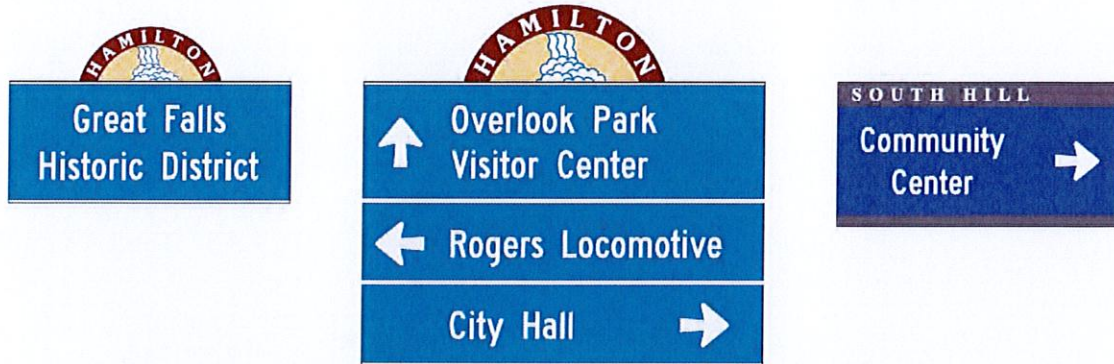 HAMILTON
Great Falls
Historic District
HAMILTON
Overlook Park
Visitor Center
Rogers Locomotive
City Hall
SOUTH HILL
Community
Center